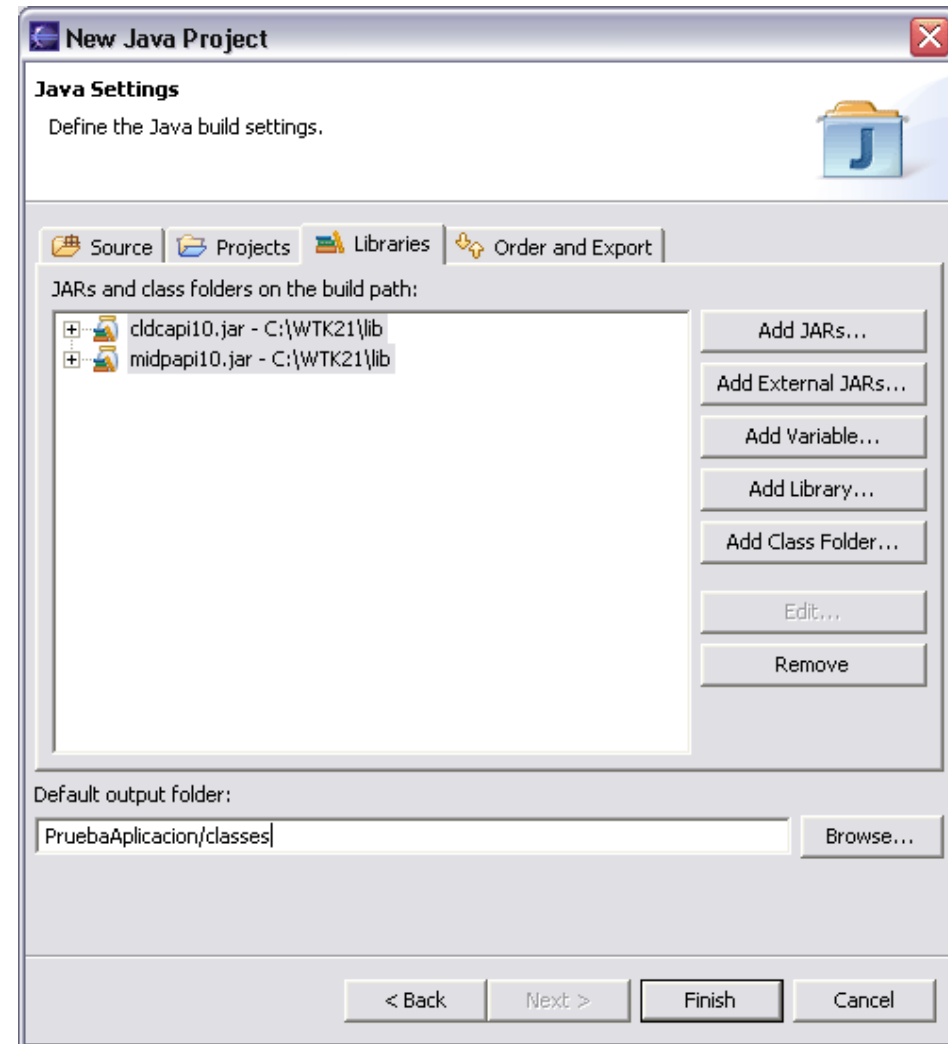 New Java Project
Java Settings
Define the Java build settings.
Source Projects Libraries Order and Export
JARs and class folders on the build path:
cldcapi10.jar - C:\WTK21\lib
midpapi10.jar - C:\WTK21\lib
Add JARs...
Add External JARs...
Add Variable...
Add Library...
Add Class Folder...
Edit...
Remove
Default output folder:
PruebaAplicacion/classes
Browse...
< Back Next > Finish Cancel